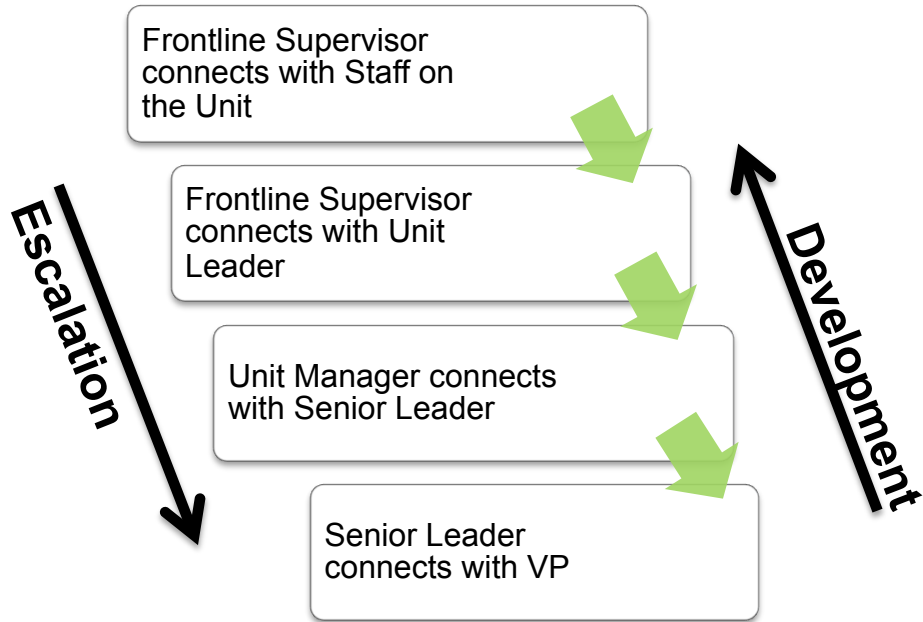 Frontline Supervisor
connects with Staff on
the Unit
Frontline Supervisor
connects with Unit
Leader
Unit Manager connects
with Senior Leader
Senior Leader
connects with VP
Escalation
Development